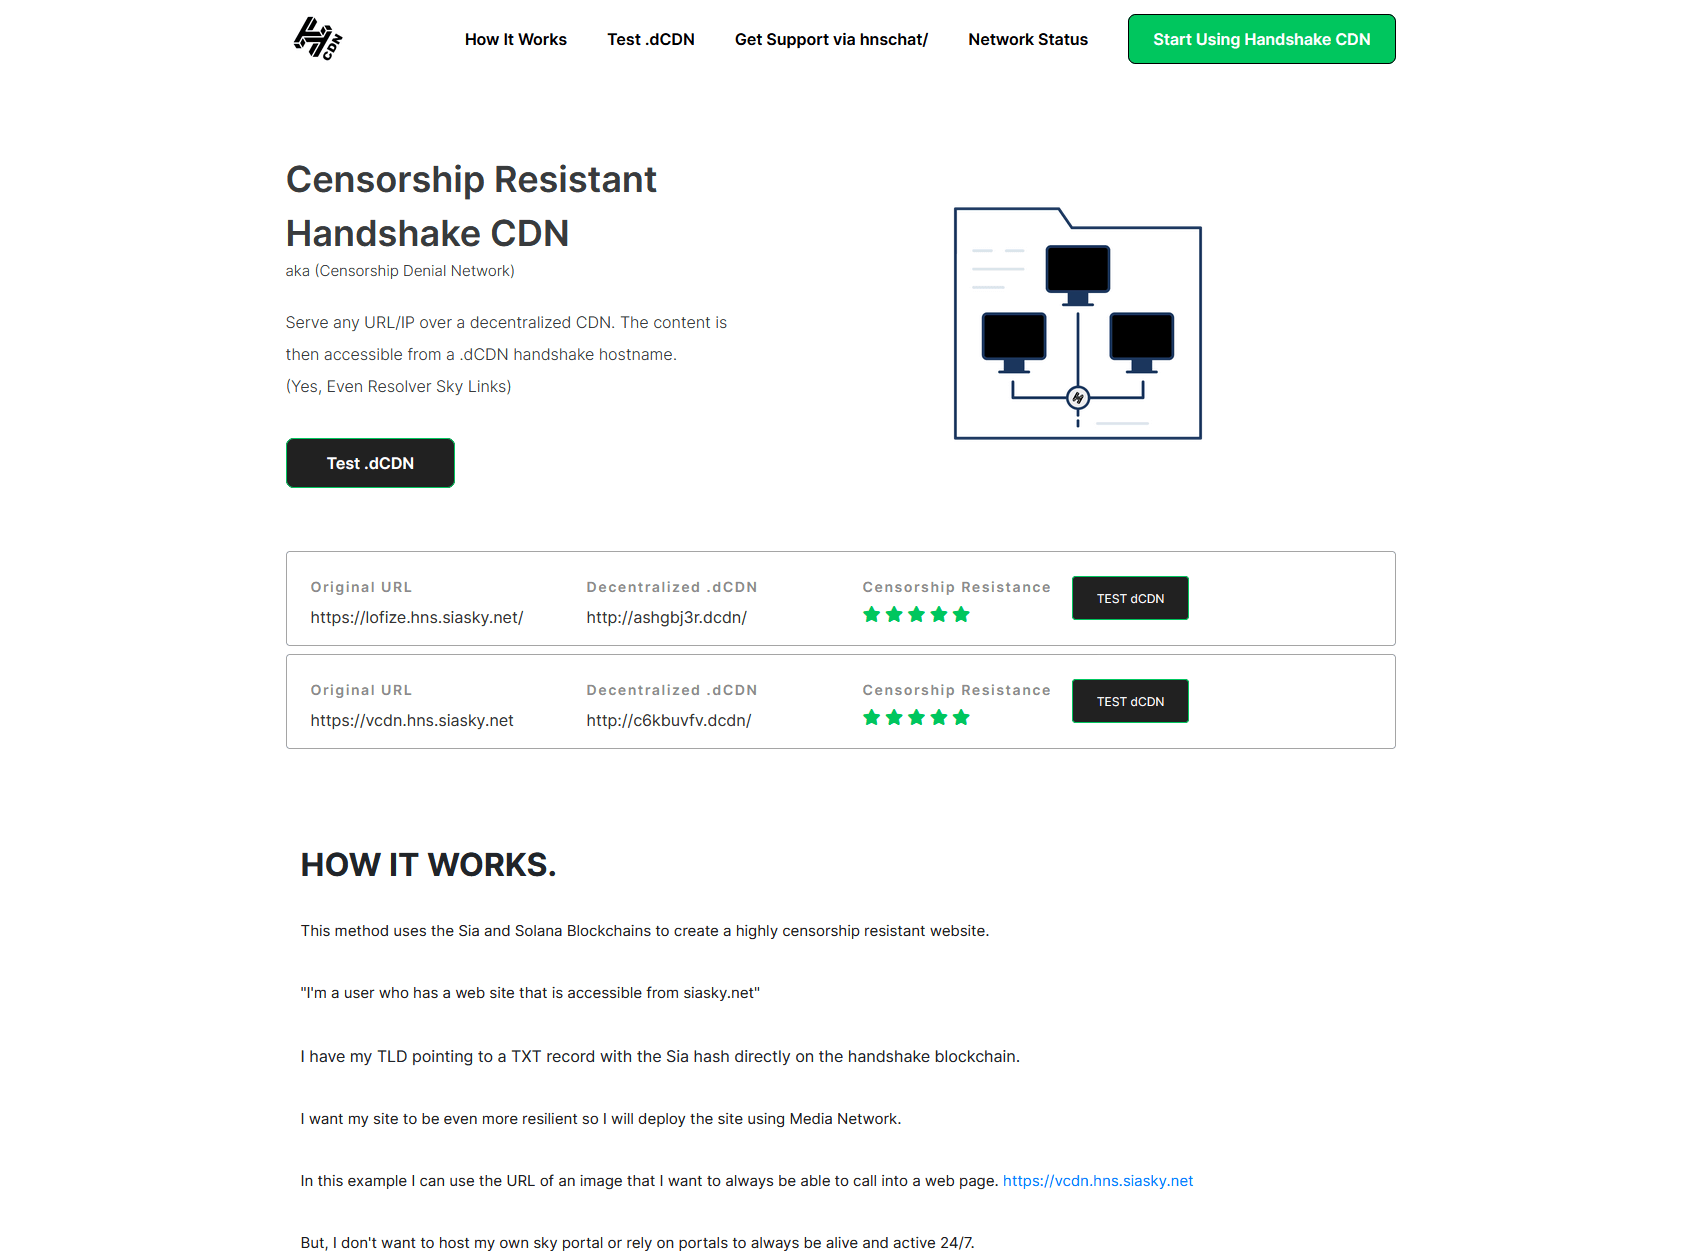 CDN
How It Works
Test .dCDN
Get Support via hnschat/
Network Status
Start Using Handshake CDN
Censorship Resistant
Handshake CDN
aka (Censorship Denial Network)
Serve any URL/IP over a decentralized CDN. The content is
then accessible from a .dCDN handshake hostname.
(Yes, Even Resolver Sky Links)
Test .dCDN
Original URL
https://lofize.hns.siasky.net/
Decentralized .dCDN
http://ashgbj3r.dcdn/
Censorship Resistance
TEST dCDN
Original URL
https://vcdn.hns.siasky.net
Decentralized .dCDN
http://c6kbuvfv.dcdn/
Censorship Resistance
TEST dCDN
HOW IT WORKS.
This method uses the Sia and Solana Blockchains to create a highly censorship resistant website.
"I'm a user who has a web site that is accessible from siasky.net"
I have my TLD pointing to a TXT record with the Sia hash directly on the handshake blockchain.
I want my site to be even more resilient so I will deploy the site using Media Network.
In this example I can use the URL of an image that I want to always be able to call into a web page. https://vcdn.hns.siasky.net
But, I don't want to host my own sky portal or rely on portals to always be alive and active 24/7.